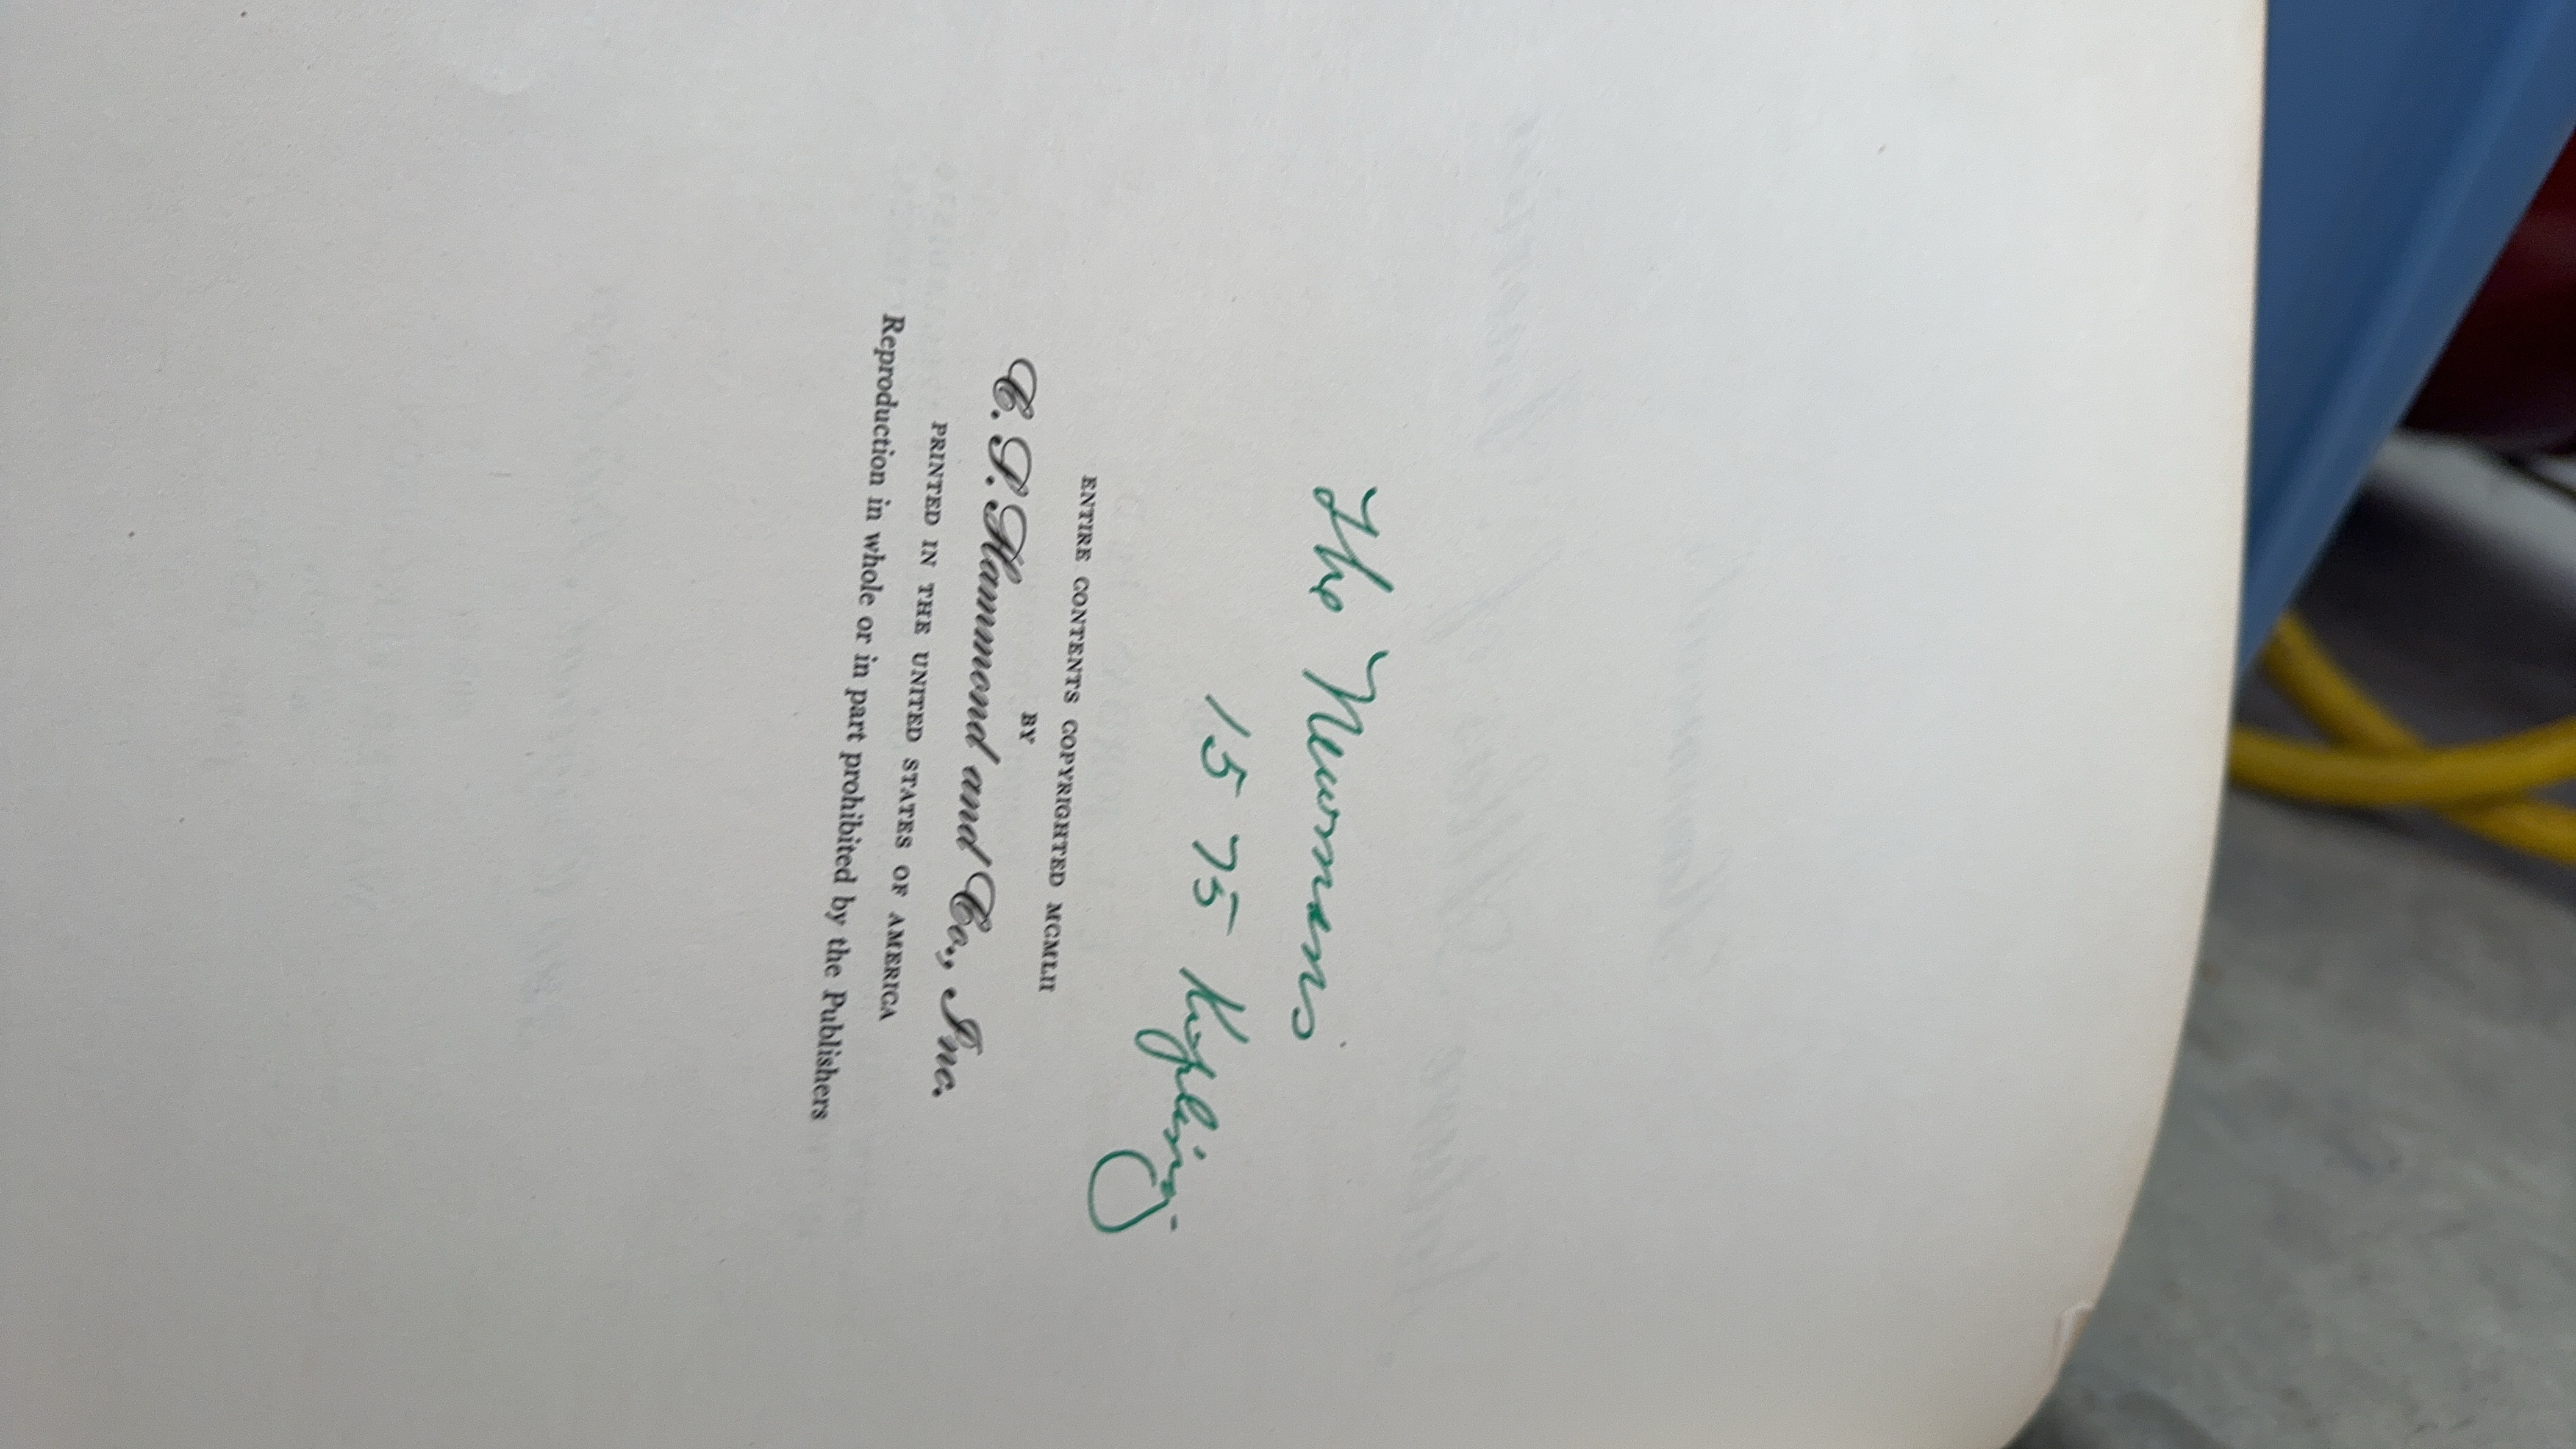 The Newmans
1575 Kipling
ENTIRE CONTENTS COPYRIGHTED MCMLII
BY
C. S. Hammond and Co., Inc.
PRINTED IN THE UNITED STATES OF AMERICA
Reproduction in whole or in part prohibited by the Publishers